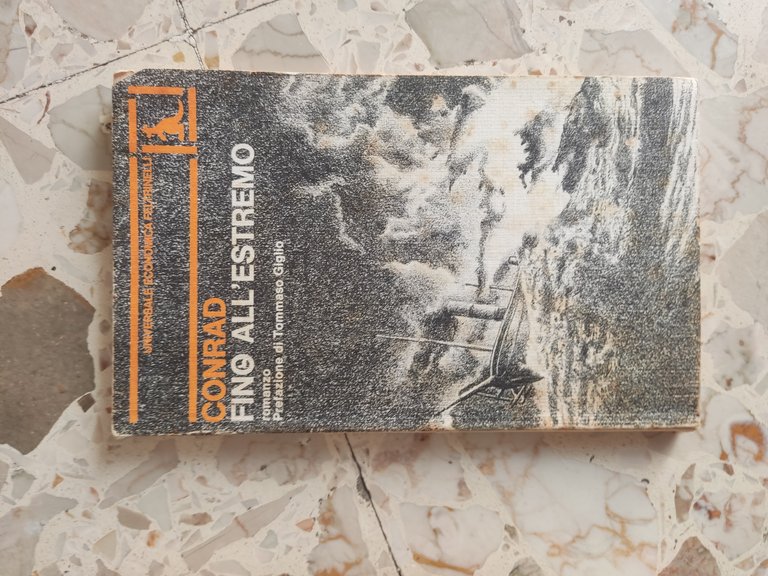 UNIVERSALE ECONOMICA FELTRINELLI
CONRAD
FINO ALL'ESTREMO
romanzo
Prefazione di Tommaso Giglio